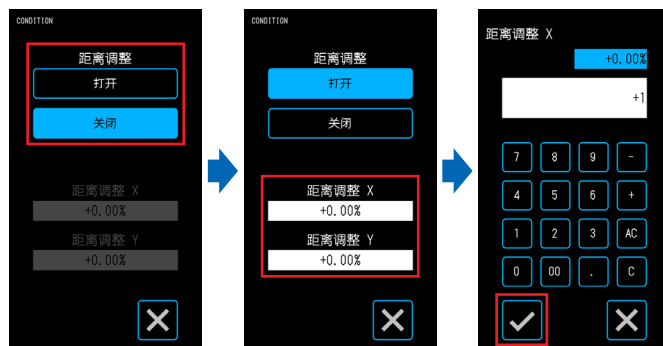 CONDITION
距离调整
打开
关闭
距离调整 X
+0.00%
距离调整 Y
+0.00%
CONDITION
距离调整
打开
关闭
距离调整 X
+0.00%
距离调整 Y
+0.00%
距离调整 X
+0.00%
+1
7 8 9 -
4 5 6 +
1 2 3 AC
0 00 . C